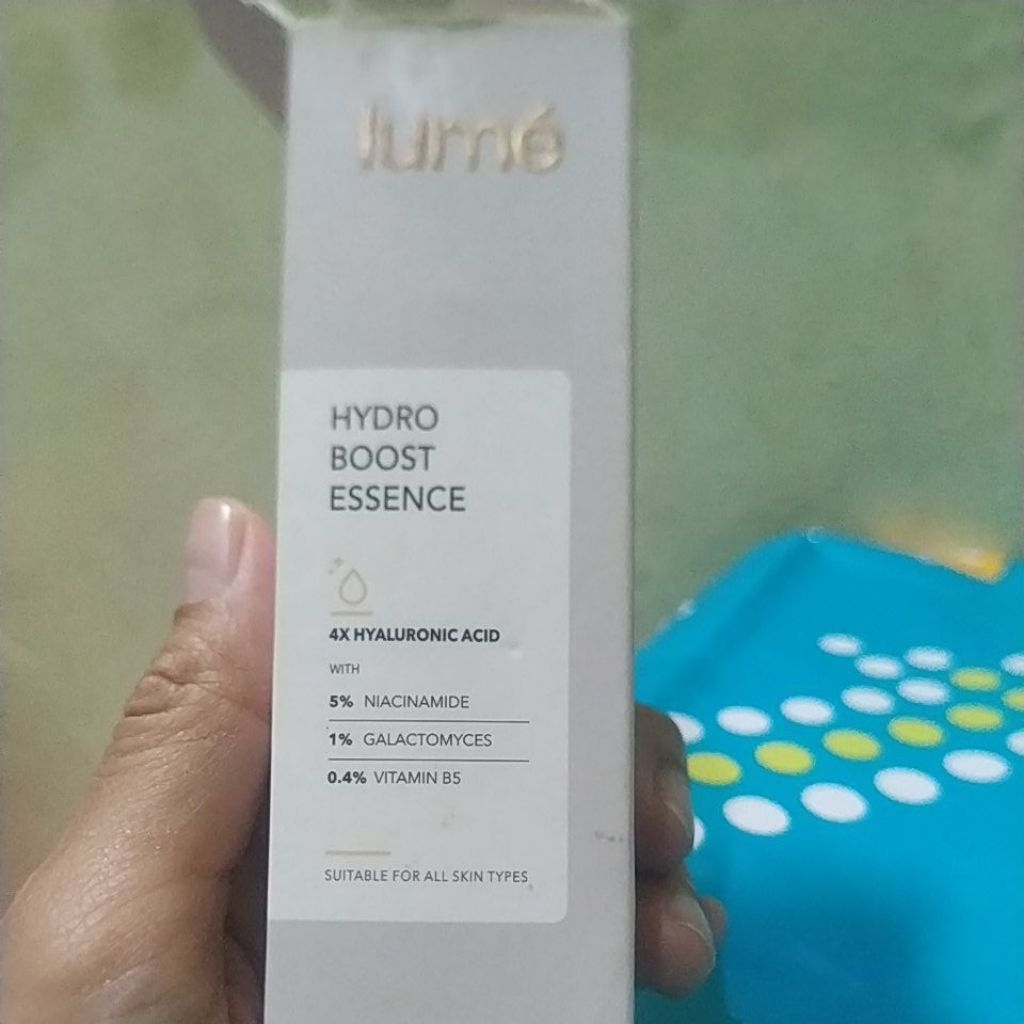 lumé
HYDRO
BOOST
ESSENCE
4X HYALURONIC ACID
WITH
5% NIACINAMIDE
1% GALACTOMYCES
0.4% VITAMIN B5
SUITABLE FOR ALL SKIN TYPES